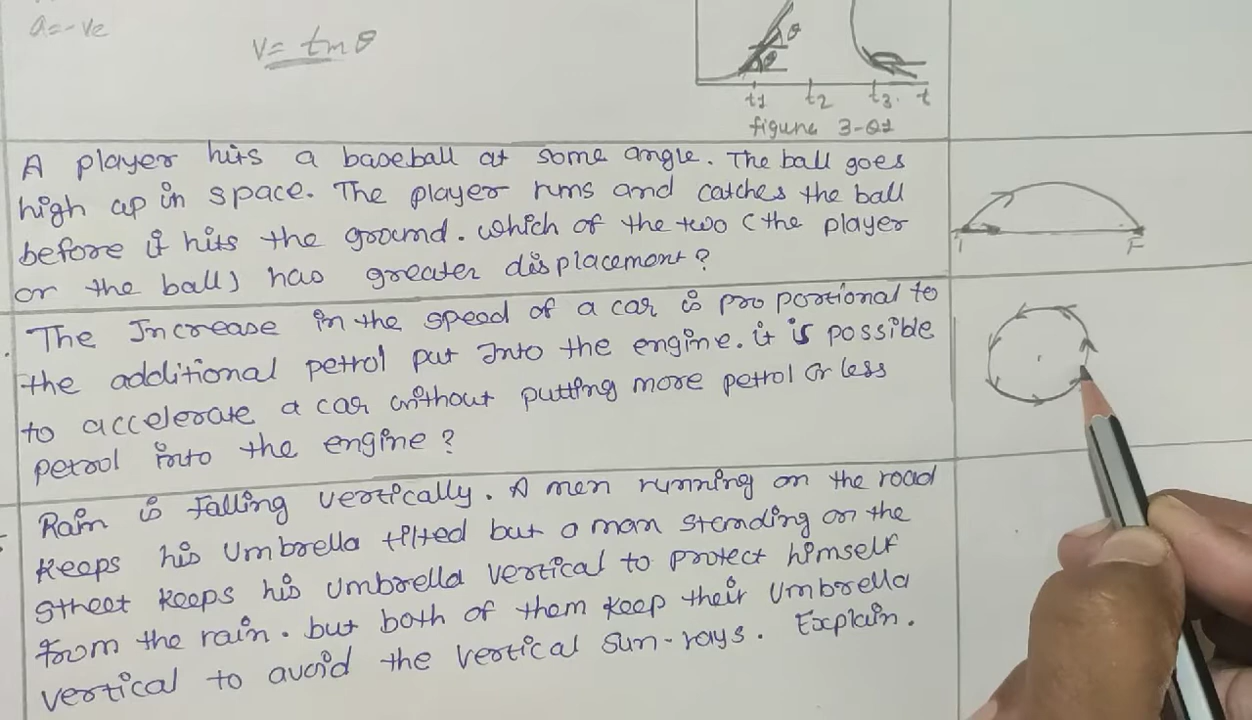 a=-ve
v= tanθ
θ
θ
t1 t2 t3. t
figure 3-Q1
A player hits a baseball at some angle. The ball goes
high up in space. The player runs and catches the ball
before it hits the ground. which of the two (the player
or the ball) has greater displacement?
I F
The Increase in the speed of a car is proportional to
the additional petrol put Into the engine. it is possible
to accelerate a car without putting more petrol or less
petrol into the engine?
Rain is falling vertically. A men running on the road
keeps his Umbrella tilted but a man standing on the
street keeps his umbrella vertical to protect himself
from the rain. but both of them keep their Umbrella
vertical to avoid the vertical sun-rays. Explain.